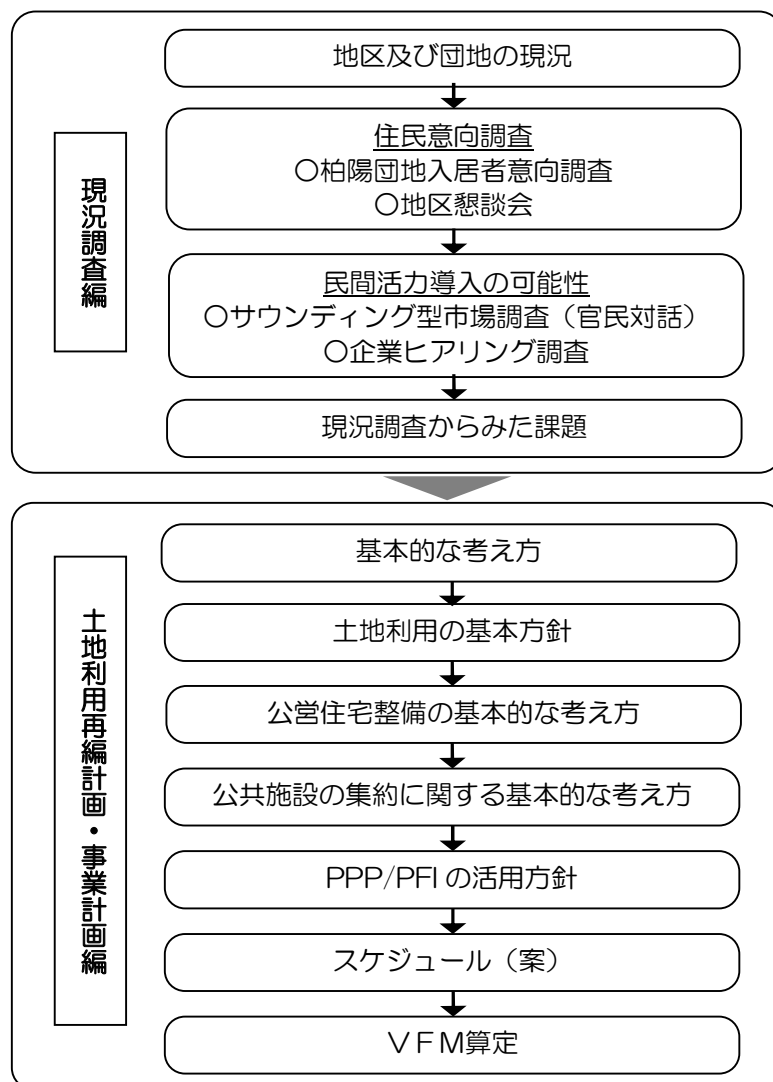 現況調査編
地区及び団地の現況
住民意向調査
○柏陽団地入居者意向調査
○地区懇談会
民間活力導入の可能性
○サウンディング型市場調査（官民対話）
○企業ヒアリング調査
現況調査からみた課題
土地利用再編計画・事業計画編
基本的な考え方
土地利用の基本方針
公営住宅整備の基本的な考え方
公共施設の集約に関する基本的な考え方
PPP/PFI の活用方針
スケジュール（案）
ＶＦＭ算定